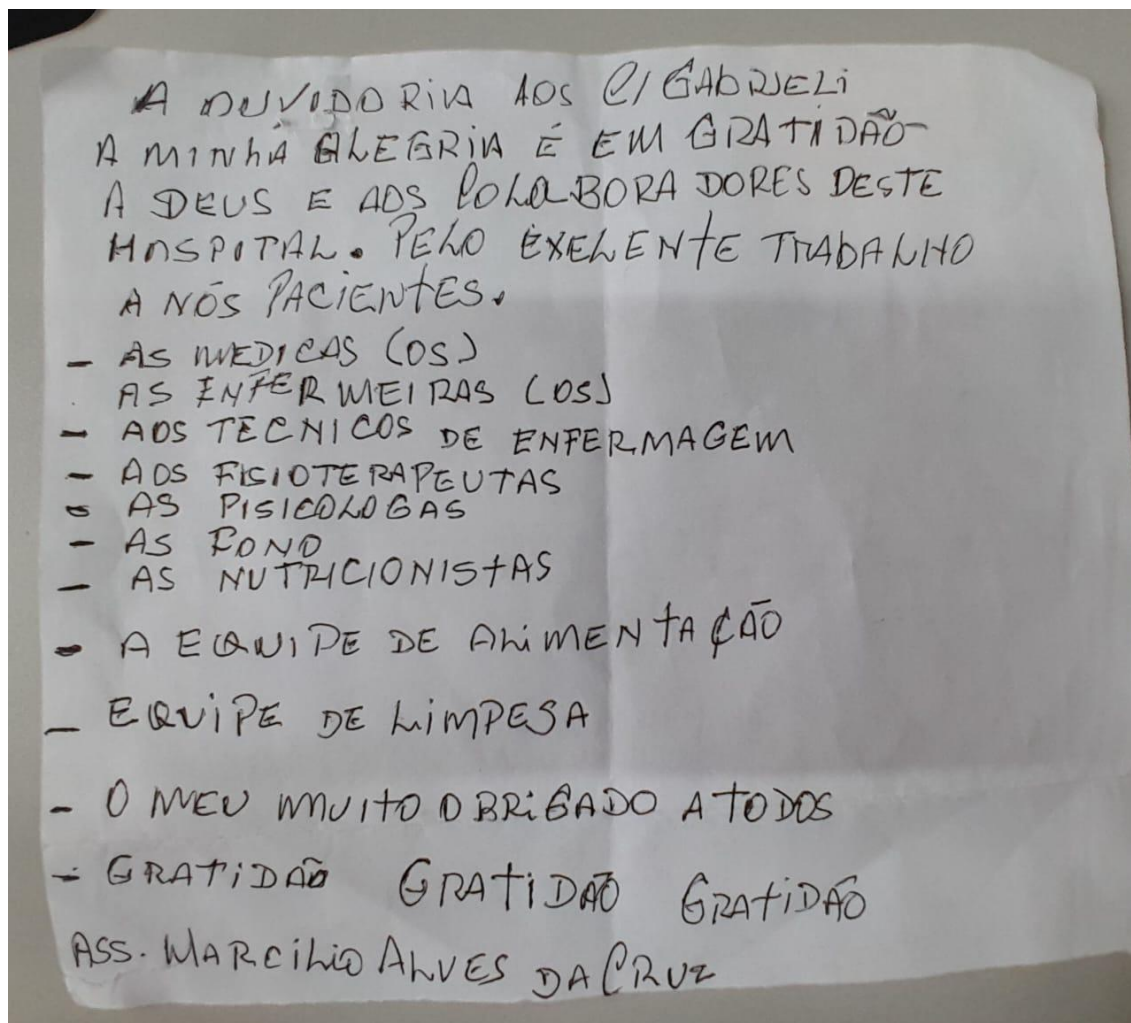 A OUVIDORIA AOS C/ GABRIELI
A MINHA ALEGRIA É EM GRATIDÃO
A DEUS E AOS COLABORADORES DESTE
HOSPITAL. PELO EXELENTE TRABALHO
A NÓS PACIENTES.
- AS MEDICAS (OS)
AS ENFERMEIRAS (OS)
- AOS TECNICOS DE ENFERMAGEM
- AOS FISIOTERAPEUTAS
- AS PISICOLOGAS
- AS FONO
- AS NUTRICIONISTAS
- A EQUIPE DE ALIMENTAÇÃO
- EQUIPE DE LIMPESA
- O MEU MUITO OBRIGADO A TODOS
- GRATIDÃO GRATIDÃO GRATIDÃO
ASS. MARCILIO ALVES DA CRUZ